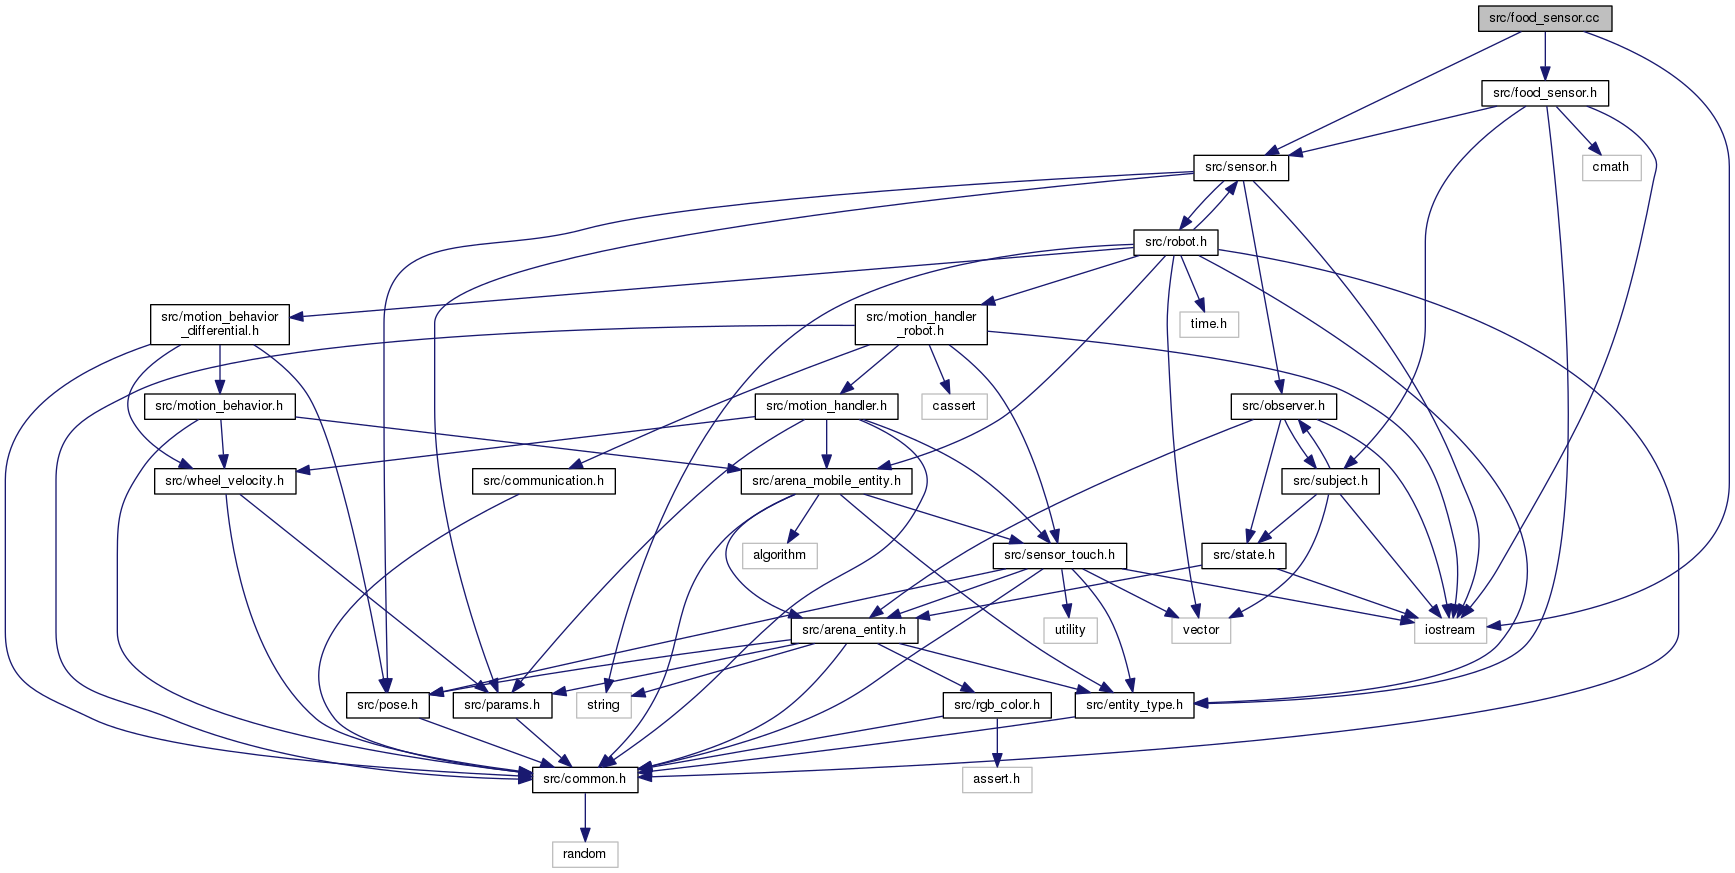 src/food_sensor.cc
src/food_sensor.h
src/sensor.h
cmath
src/robot.h
src/motion_behavior
_differential.h
src/motion_handler
_robot.h
time.h
src/motion_behavior.h
src/motion_handler.h
cassert
src/observer.h
src/wheel_velocity.h
src/communication.h
src/arena_mobile_entity.h
src/subject.h
algorithm
src/sensor_touch.h
src/state.h
src/arena_entity.h
utility
vector
iostream
src/pose.h
src/params.h
string
src/rgb_color.h
src/entity_type.h
src/common.h
assert.h
random